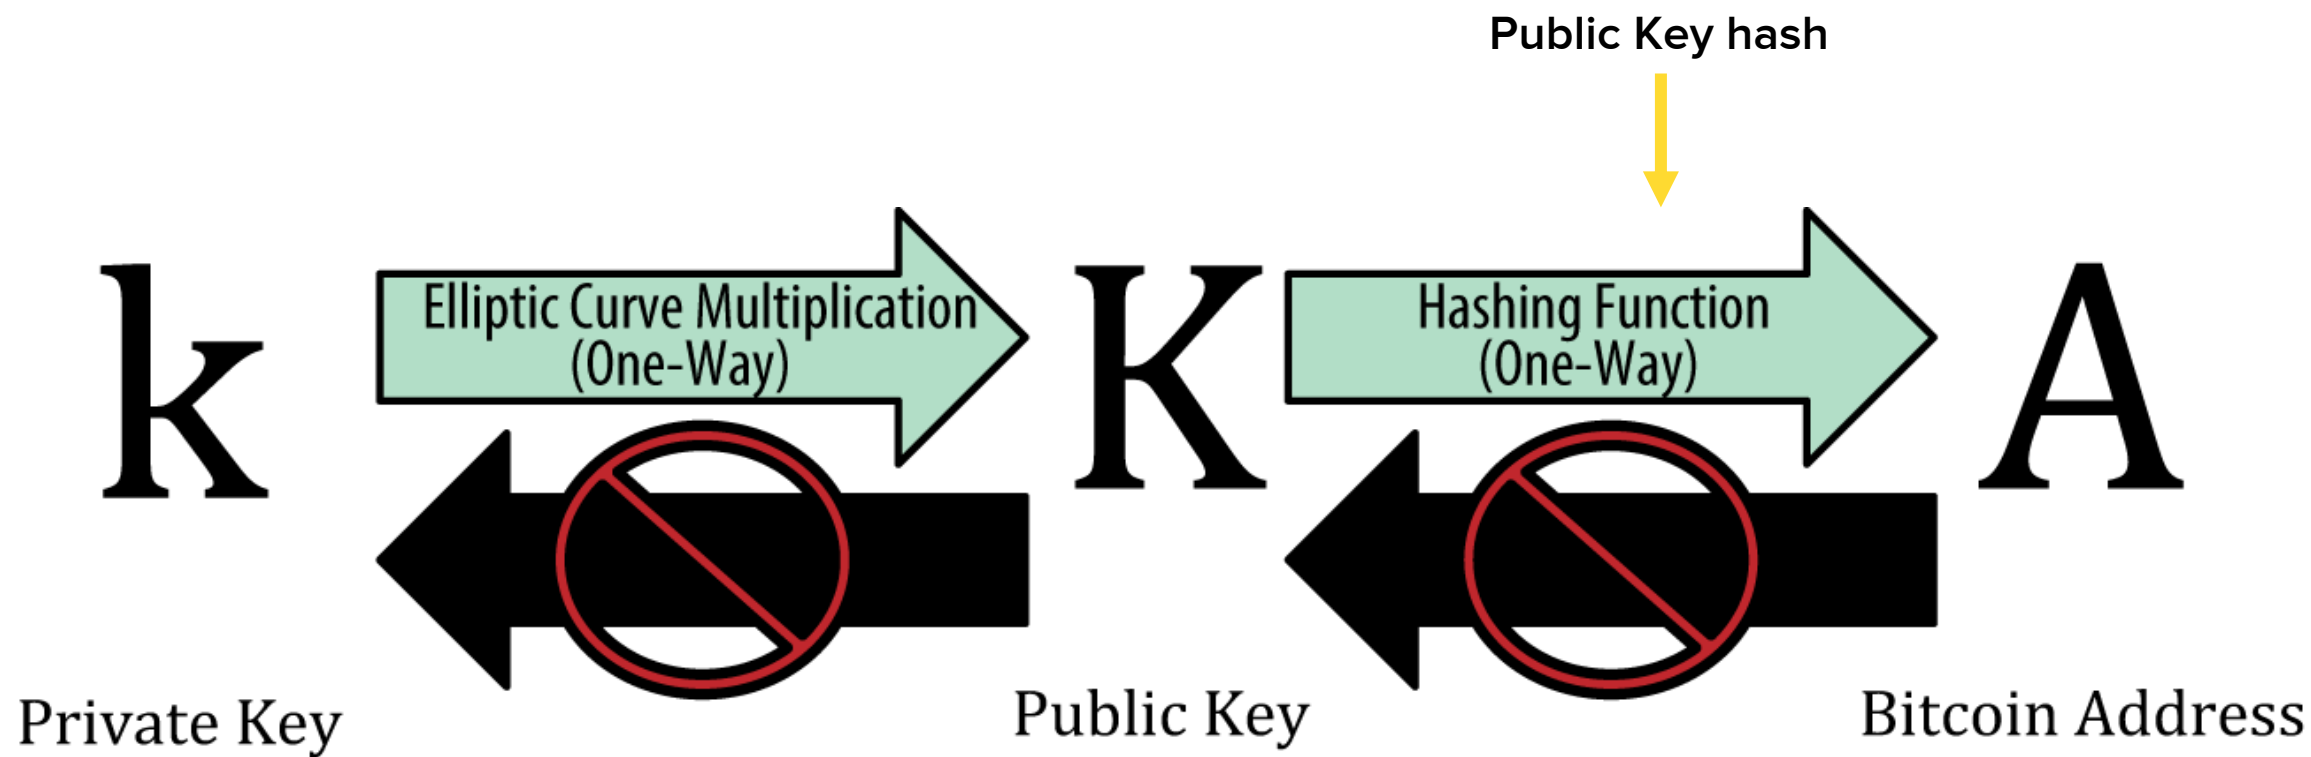 Public Key hash
k
Elliptic Curve Multiplication
(One-Way)
K
Hashing Function
(One-Way)
A
Private Key
Public Key
Bitcoin Address